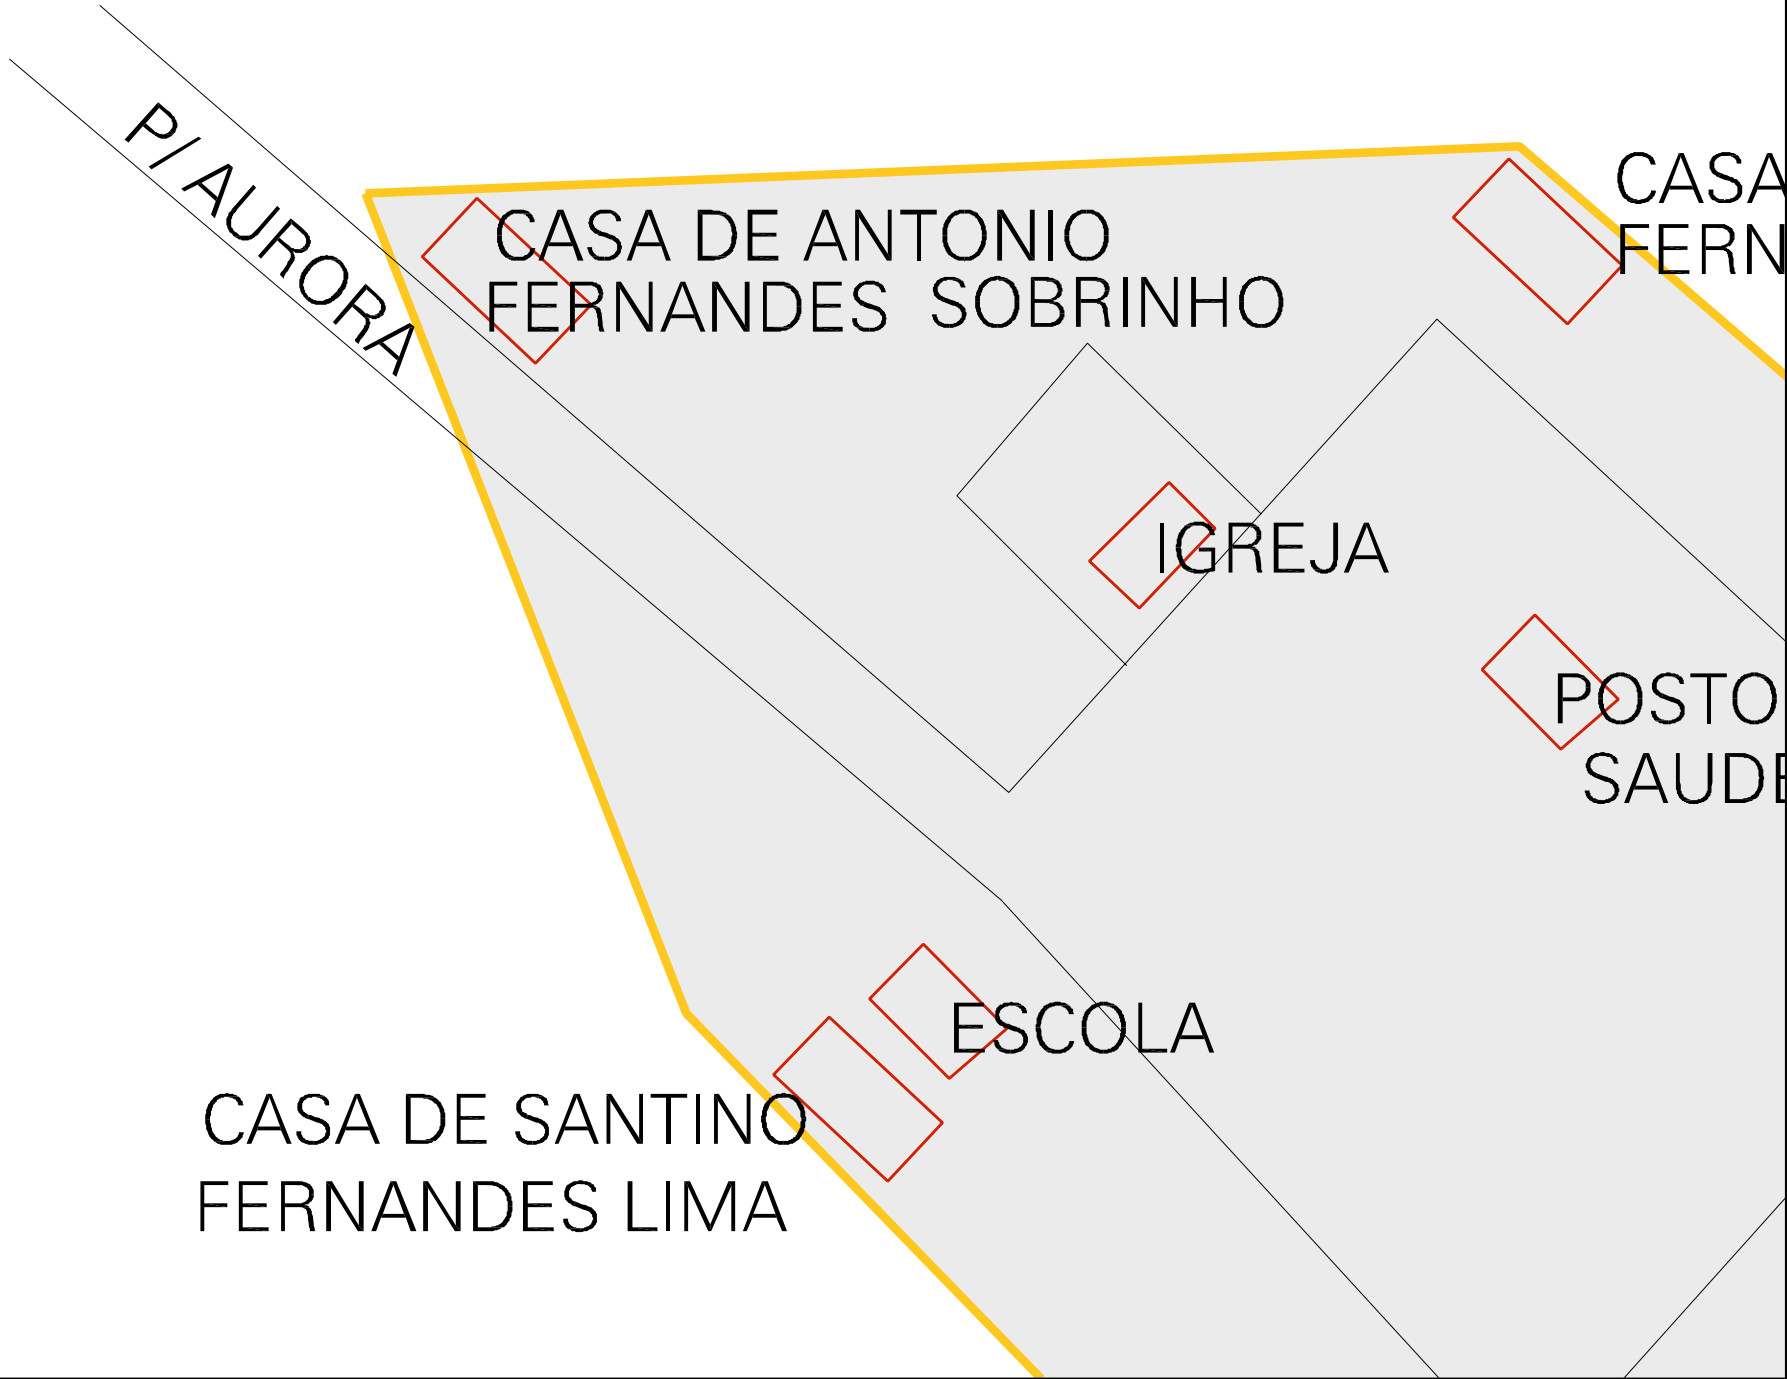 P/ AURORA
CASA DE ANTONIO
FERNANDES SOBRINHO
CASA
FERN
IGREJA
POSTO
SAUDE
ESCOLA
CASA DE SANTINO
FERNANDES LIMA